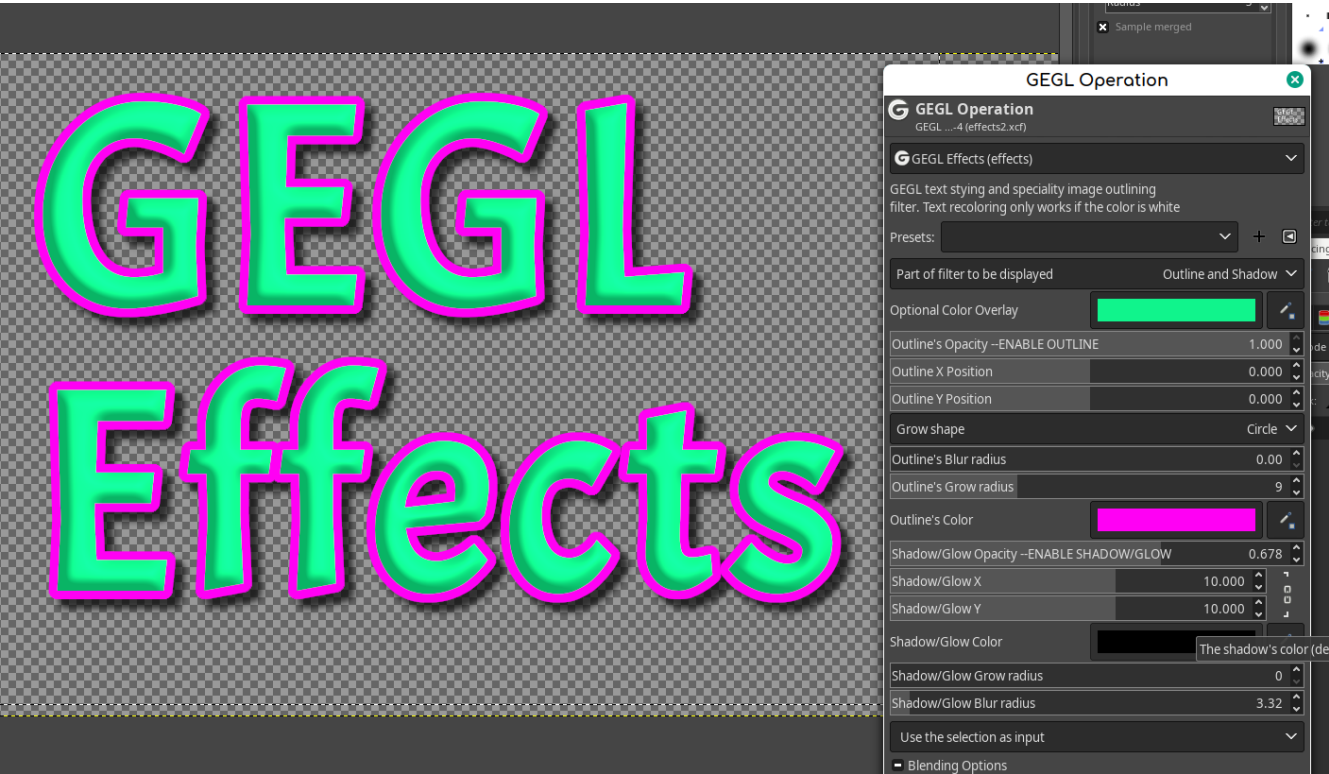 Radius
Sample merged
GEGL
Effects
GEGL Operation
GEGL Operation
GEGL ...-4 (effects2.xcf)
GEGL Effects (effects)
GEGL text stying and speciality image outlining
filter. Text recoloring only works if the color is white
Presets:
Part of filter to be displayed Outline and Shadow
Optional Color Overlay
Outline's Opacity --ENABLE OUTLINE 1.000
Outline X Position 0.000
Outline Y Position 0.000
Grow shape Circle
Outline's Blur radius 0.00
Outline's Grow radius 9
Outline's Color
Shadow/Glow Opacity --ENABLE SHADOW/GLOW 0.678
Shadow/Glow X 10.000
Shadow/Glow Y 10.000
Shadow/Glow Color
The shadow's color (de
Shadow/Glow Grow radius 0
Shadow/Glow Blur radius 3.32
Use the selection as input
Blending Options